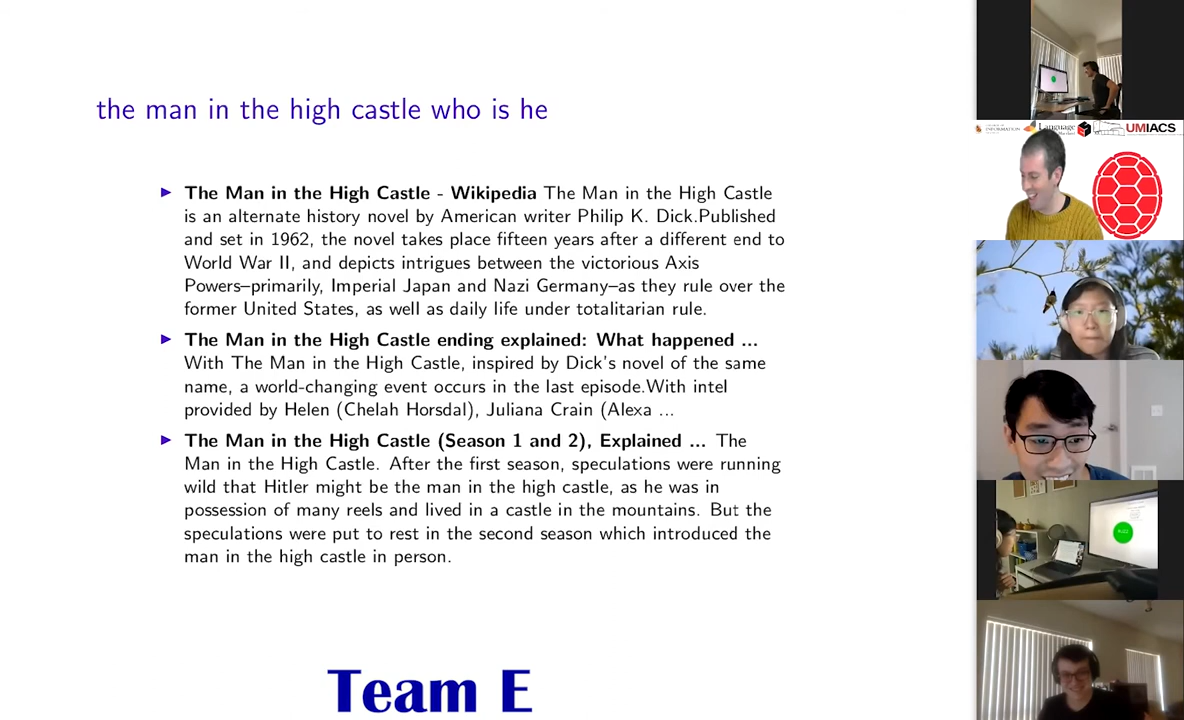 the man in the high castle who is he
The Man in the High Castle - Wikipedia The Man in the High Castle
is an alternate history novel by American writer Philip K. Dick.Published
and set in 1962, the novel takes place fifteen years after a different end to
World War II, and depicts intrigues between the victorious Axis
Powers–primarily, Imperial Japan and Nazi Germany–as they rule over the
former United States, as well as daily life under totalitarian rule.
The Man in the High Castle ending explained: What happened ...
With The Man in the High Castle, inspired by Dick's novel of the same
name, a world-changing event occurs in the last episode.With intel
provided by Helen (Chelah Horsdal), Juliana Crain (Alexa ...
The Man in the High Castle (Season 1 and 2), Explained ... The
Man in the High Castle. After the first season, speculations were running
wild that Hitler might be the man in the high castle, as he was in
possession of many reels and lived in a castle in the mountains. But the
speculations were put to rest in the second season which introduced the
man in the high castle in person.
Team E
INFORMATION
Language
UMIACS